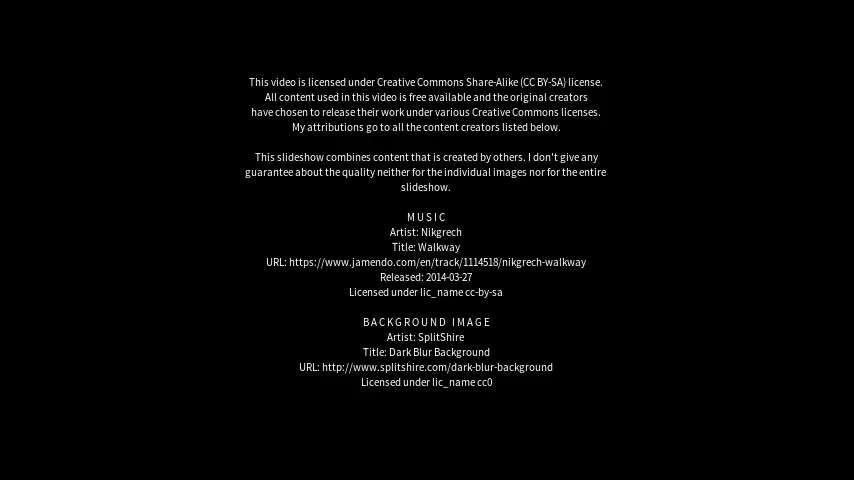 This video is licensed under Creative Commons Share-Alike (CC BY-SA) license.
All content used in this video is free available and the original creators
have chosen to release their work under various Creative Commons licenses.
My attributions go to all the content creators listed below.
This slideshow combines content that is created by others. I don't give any
guarantee about the quality neither for the individual images nor for the entire
slideshow.
MUSIC
Artist: Nikgrech
Title: Walkway
URL: https://www.jamendo.com/en/track/1114518/nikgrech-walkway
Released: 2014-03-27
Licensed under lic_name cc-by-sa
BACKGROUND IMAGE
Artist: SplitShire
Title: Dark Blur Background
URL: http://www.splitshire.com/dark-blur-background
Licensed under lic_name cc0